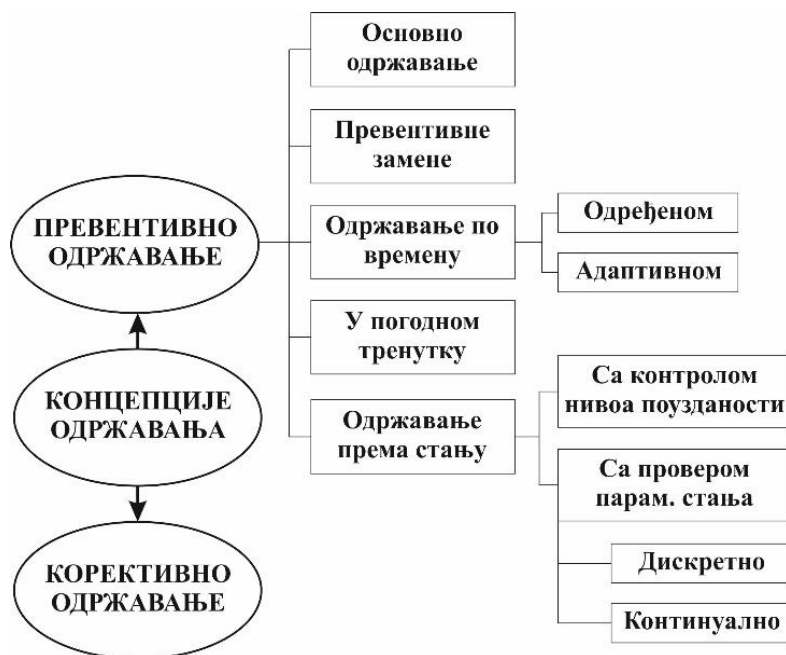 Основно
одржавање
Превентивне
замене
ПРЕВЕНТИВНО
ОДРЖАВАЊЕ
Одржавање по
времену
Одређеном
Адаптивном
У погодном
тренутку
КОНЦЕПЦИЈЕ
ОДРЖАВАЊА
Одржавање
према стању
Са контролом
нивоа поузданости
Са провером
парам. стања
Дискретно
Континуално
КОРЕКТИВНО
ОДРЖАВАЊЕ